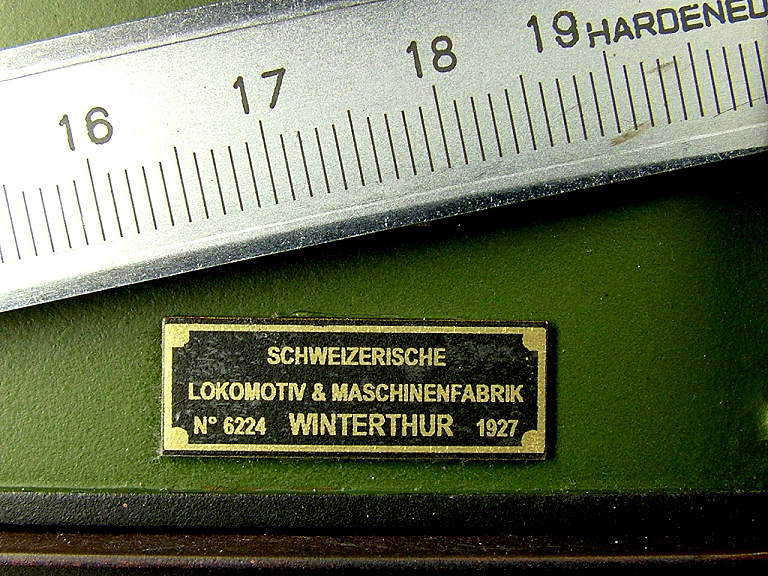 16 17 18 19 HARDENED
SCHWEIZERISCHE
LOKOMOTIV & MASCHINENFABRIK
N° 6224 WINTERTHUR 1927